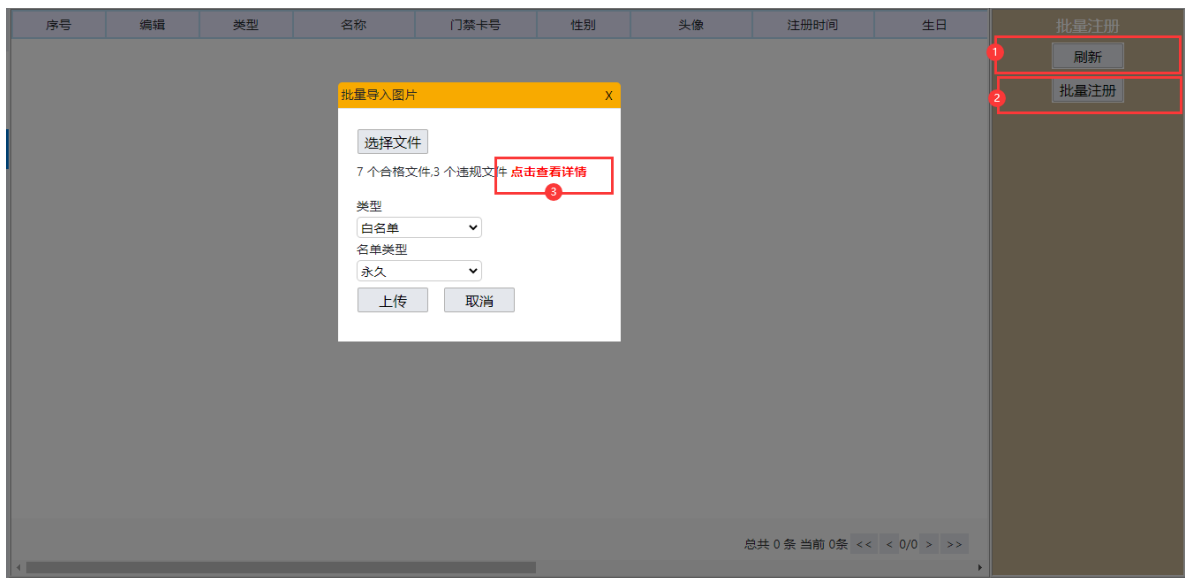 序号 编辑 类型 名称 门禁卡号 性别 头像 注册时间 生日
批量注册
1 刷新
2 批量注册
批量导入图片 X
选择文件
7 个合格文件,3 个违规文件 点击查看详情
3
类型
白名单
名单类型
永久
上传 取消
总共 0 条 当前 0条 << < 0/0 > >>